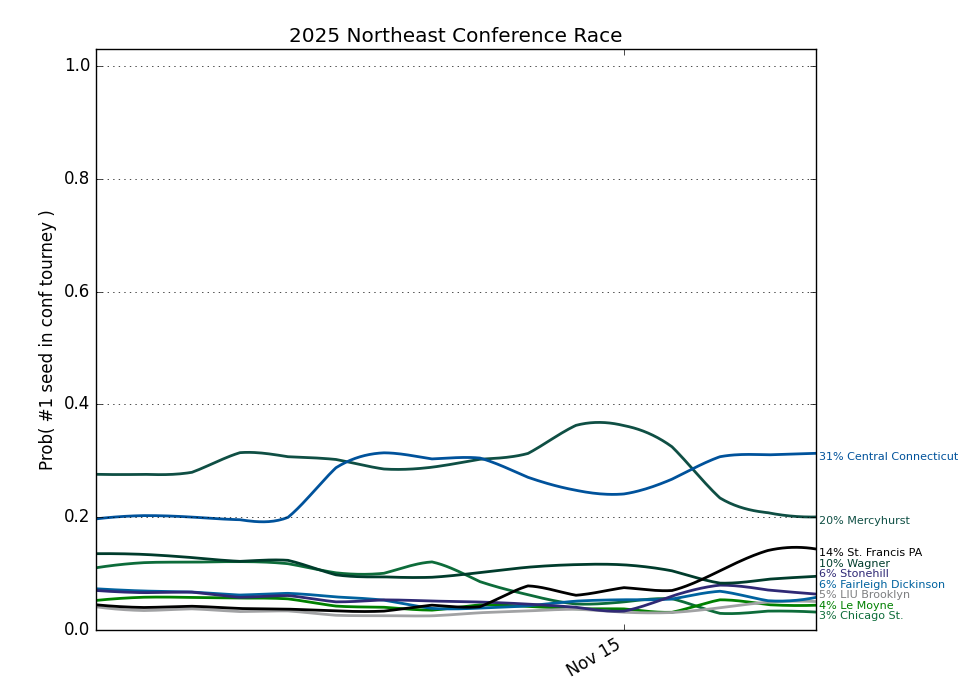 2025 Northeast Conference Race
Prob( #1 seed in conf tourney )
1.0
0.8
0.6
0.4
0.2
0.0
Nov 15
31% Central Connecticut
20% Mercyhurst
14% St. Francis PA
10% Wagner
6% Stonehill
6% Fairleigh Dickinson
5% LIU Brooklyn
4% Le Moyne
3% Chicago St.